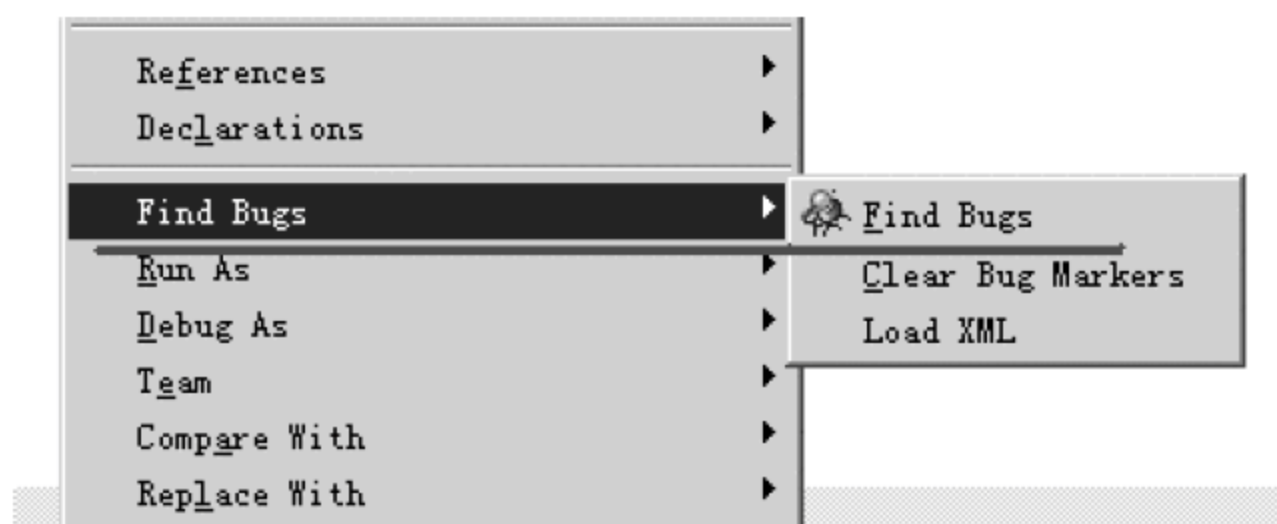 References
Declarations
Find Bugs
Run As
Debug As
Team
Compare With
Replace With
Find Bugs
Clear Bug Markers
Load XML